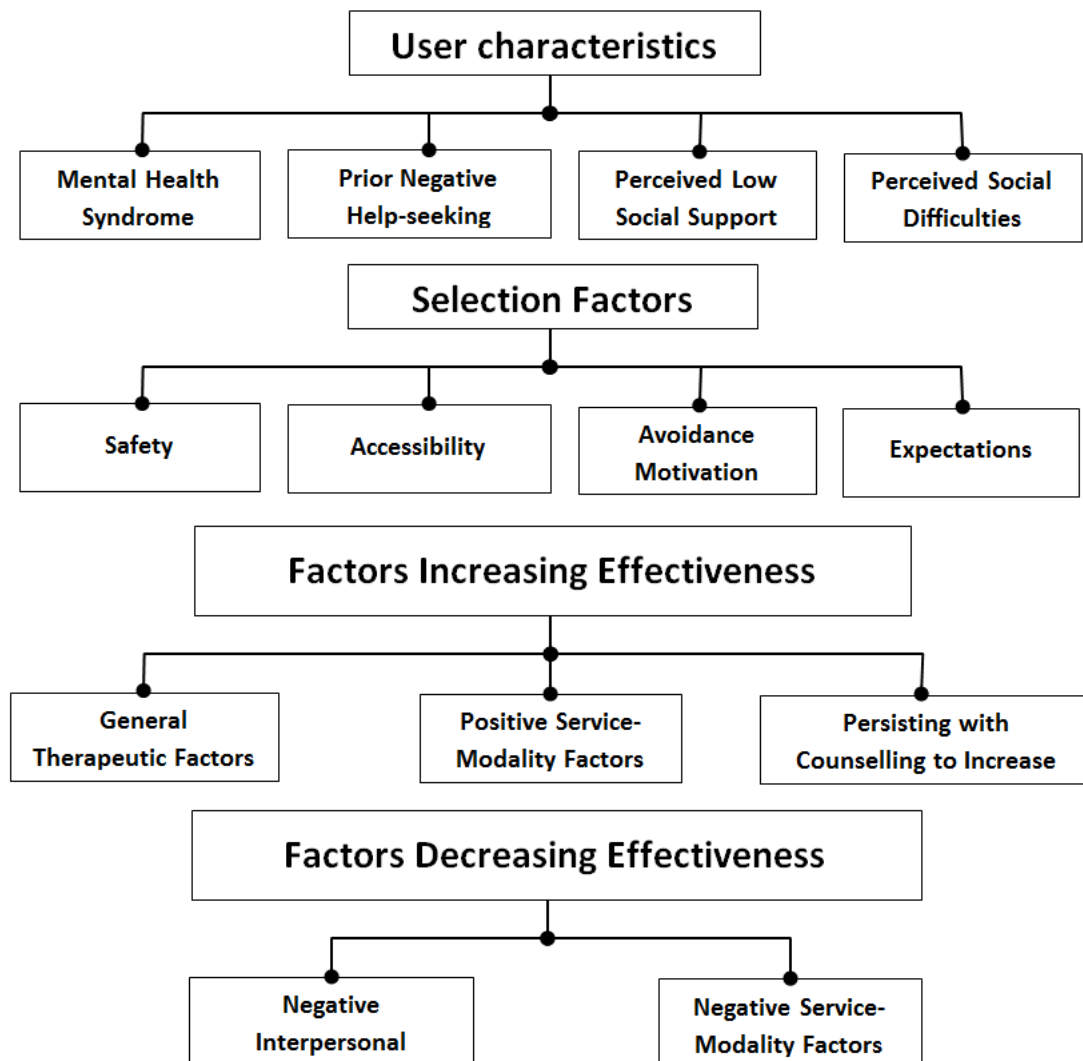 User characteristics
Mental Health
Syndrome
Prior Negative
Help-seeking
Perceived Low
Social Support
Perceived Social
Difficulties
Selection Factors
Safety
Accessibility
Avoidance
Motivation
Expectations
Factors Increasing Effectiveness
General
Therapeutic Factors
Positive Service-
Modality Factors
Persisting with
Counselling to Increase
Factors Decreasing Effectiveness
Negative
Interpersonal
Negative Service-
Modality Factors